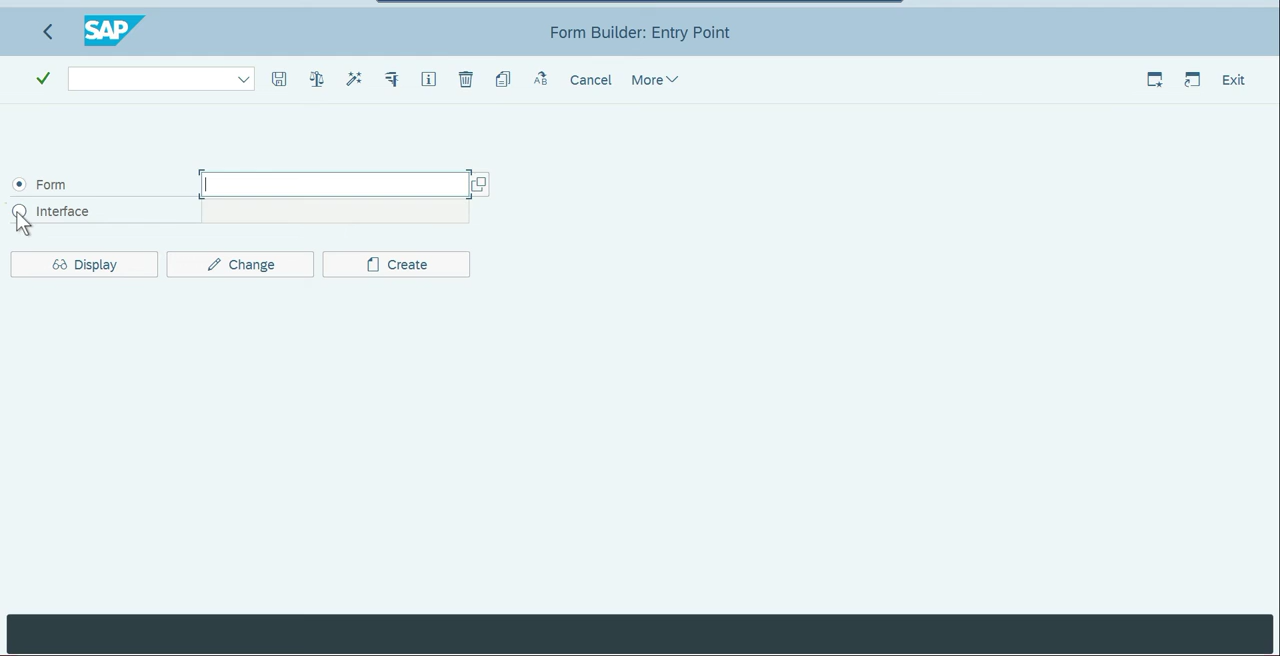 SAP
Form Builder: Entry Point
Cancel
More
Exit
Form
Interface
Display
Change
Create